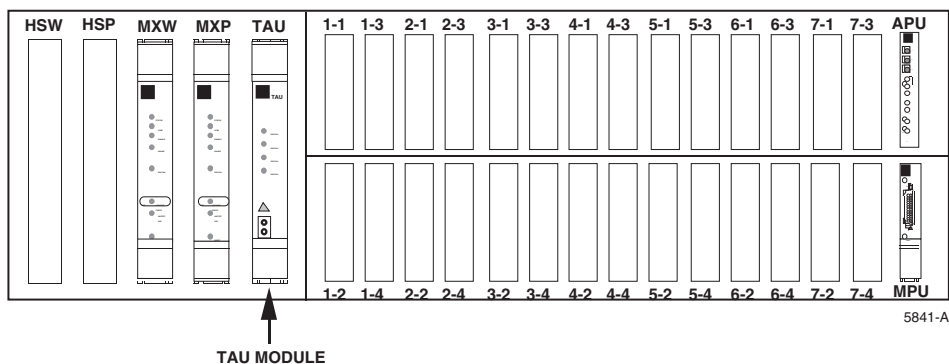 HSW HSP MXW MXP TAU 1-1 1-3 2-1 2-3 3-1 3-3 4-1 4-3 5-1 5-3 6-1 6-3 7-1 7-3 APU
TAU
1-2 1-4 2-2 2-4 3-2 3-4 4-2 4-4 5-2 5-4 6-2 6-4 7-2 7-4 MPU
5841-A
TAU MODULE